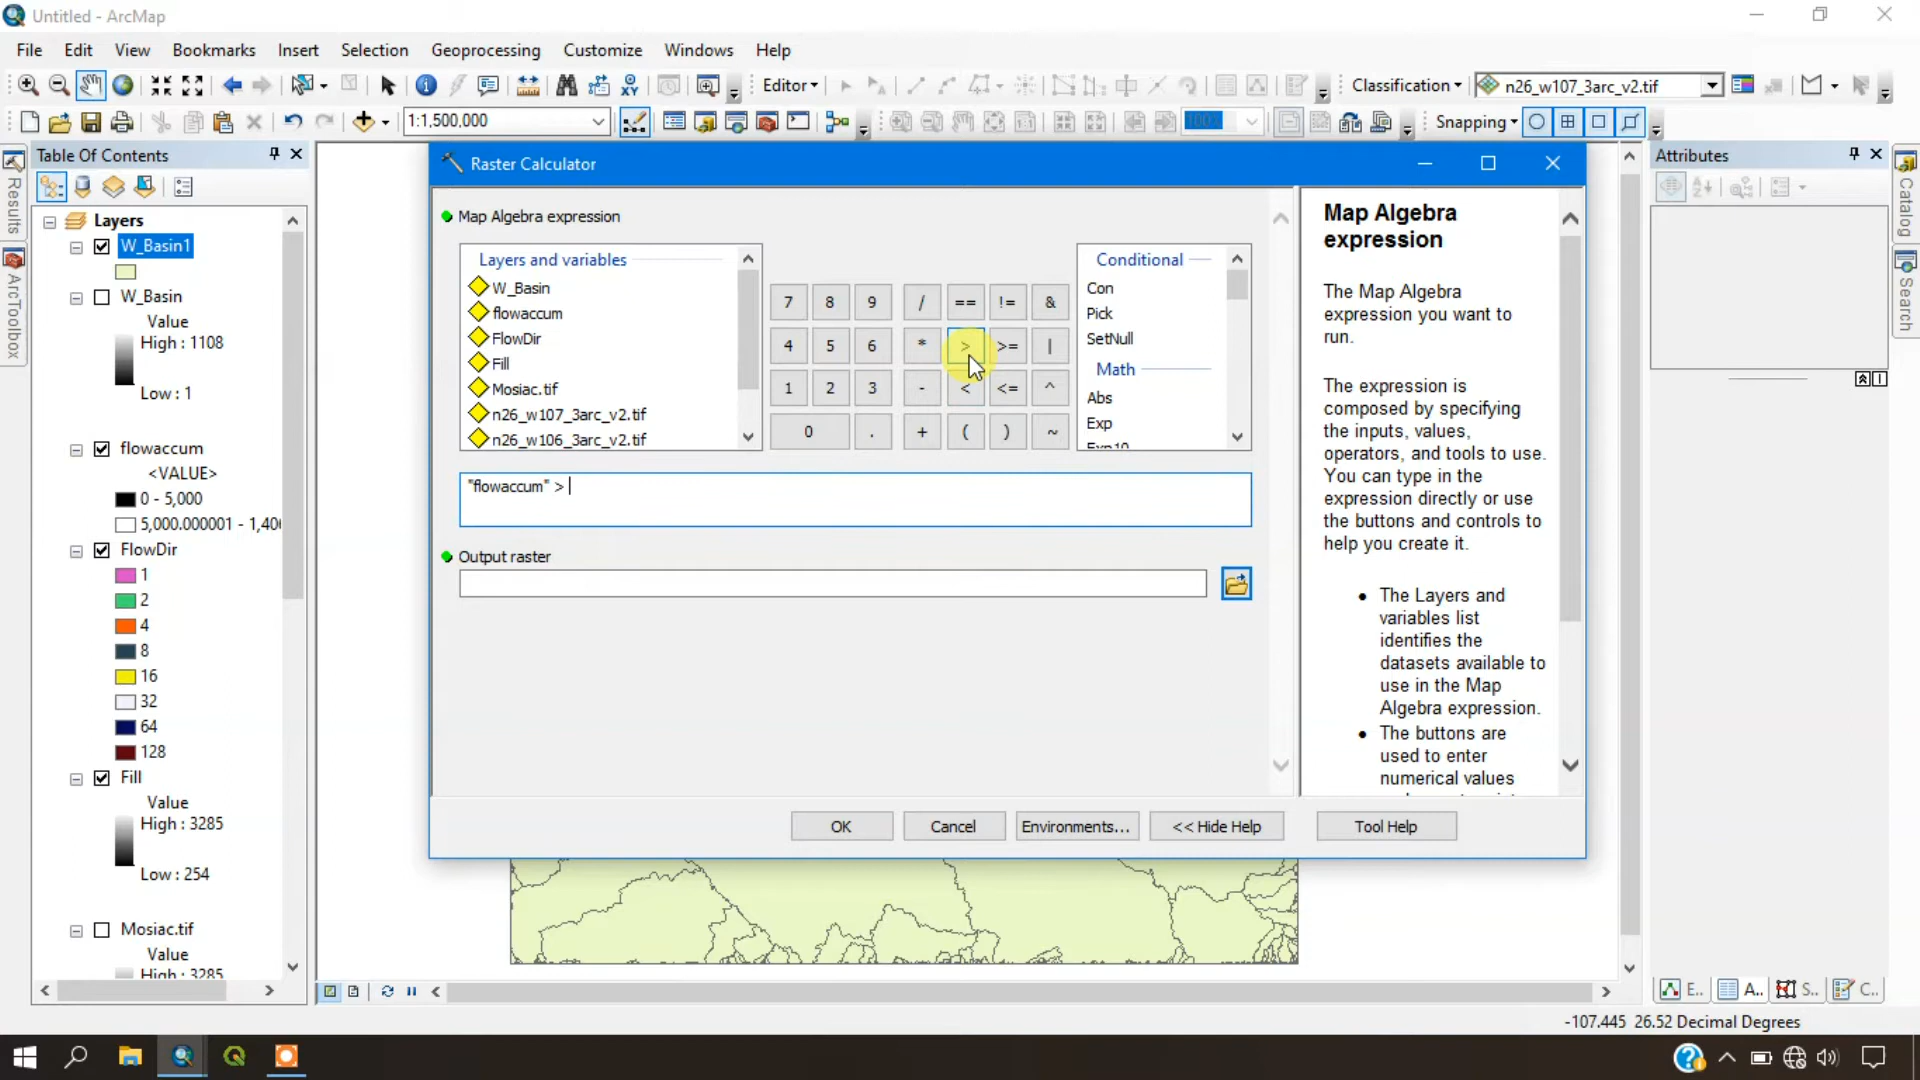 Untitled - ArcMap
File Edit View Bookmarks Insert Selection Geoprocessing Customize Windows Help
Editor Classification n26_w107_3arc_v2.tif
1:1,500,000 100% Snapping
Table Of Contents
Results
ArcToolbox
Layers
W_Basin1
W_Basin
Value
High : 1108
Low : 1
flowaccum
<VALUE>
0 - 5,000
5,000.000001 - 1,40
FlowDir
1
2
4
8
16
32
64
128
Fill
Value
High : 3285
Low : 254
Mosiac.tif
Value
High : 3285
Raster Calculator
Map Algebra expression
Layers and variables
W_Basin
flowaccum
FlowDir
Fill
Mosiac.tif
n26_w107_3arc_v2.tif
n26_w106_3arc_v2.tif
7 8 9 / == != &
4 5 6 * > >= |
1 2 3 - < <= ^
0 . + ( ) ~
Conditional
Con
Pick
SetNull
Math
Abs
Exp
Exp10
"flowaccum" >
Output raster
OK Cancel Environments... << Hide Help Tool Help
Map Algebra
expression
The Map Algebra
expression you want to
run.
The expression is
composed by specifying
the inputs, values,
operators, and tools to use.
You can type in the
expression directly or use
the buttons and controls to
help you create it.
• The Layers and
variables list
identifies the
datasets available to
use in the Map
Algebra expression.
• The buttons are
used to enter
numerical values
Attributes
Catalog
Search
E.. A.. S.. C..
-107.445 26.52 Decimal Degrees